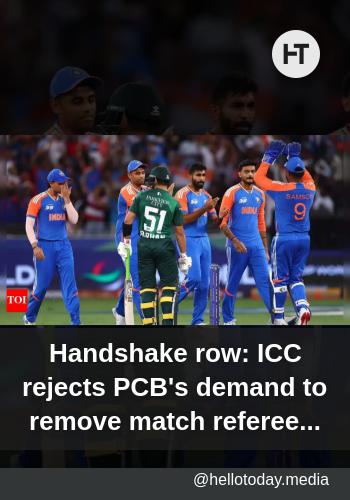 HT
INDIA
INDIA
SAMSO
9
51
TOI
Handshake row: ICC
rejects PCB's demand to
remove match referee...
@hellotoday.media